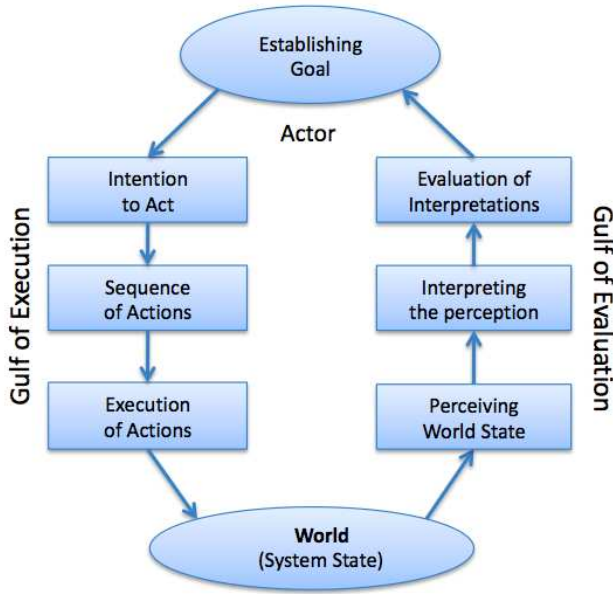 Establishing
Goal
Actor
Intention
to Act
Evaluation of
Interpretations
Gulf of Execution
Sequence
of Actions
Interpreting
the perception
Gulf of Evaluation
Execution
of Actions
Perceiving
World State
World
(System State)